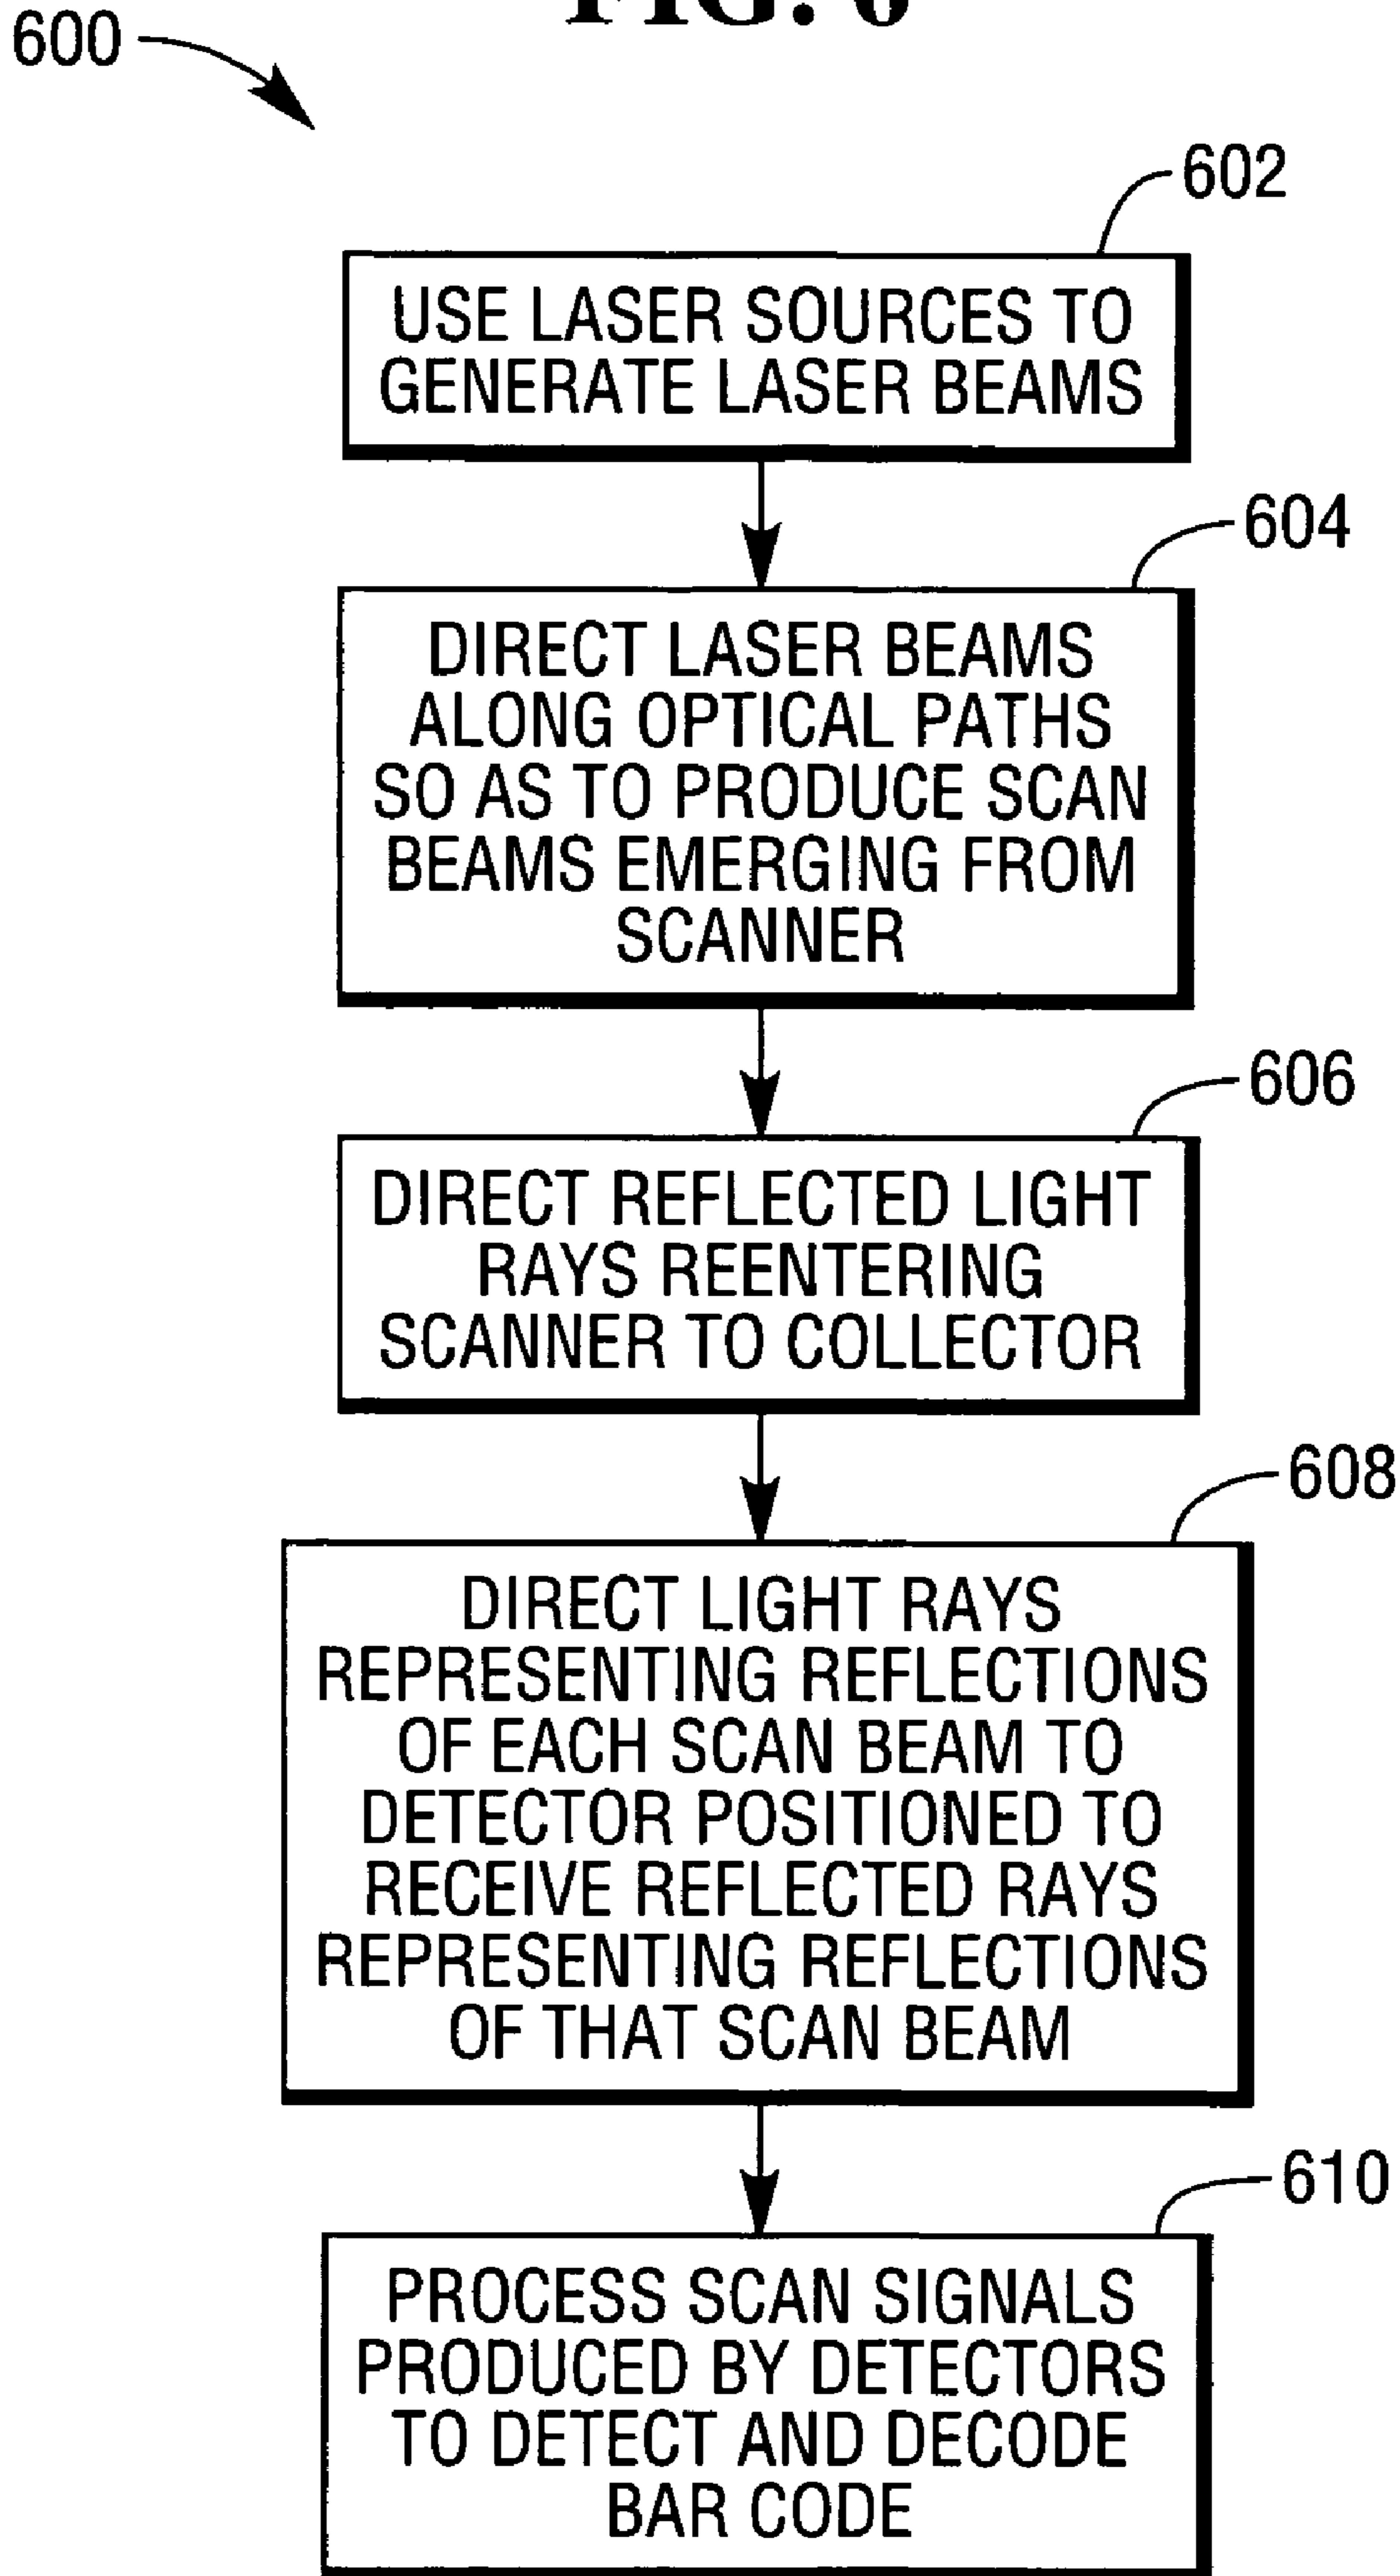 FIG. 6
600
602
USE LASER SOURCES TO
GENERATE LASER BEAMS
604
DIRECT LASER BEAMS
ALONG OPTICAL PATHS
SO AS TO PRODUCE SCAN
BEAMS EMERGING FROM
SCANNER
606
DIRECT REFLECTED LIGHT
RAYS REENTERING
SCANNER TO COLLECTOR
608
DIRECT LIGHT RAYS
REPRESENTING REFLECTIONS
OF EACH SCAN BEAM TO
DETECTOR POSITIONED TO
RECEIVE REFLECTED RAYS
REPRESENTING REFLECTIONS
OF THAT SCAN BEAM
610
PROCESS SCAN SIGNALS
PRODUCED BY DETECTORS
TO DETECT AND DECODE
BAR CODE